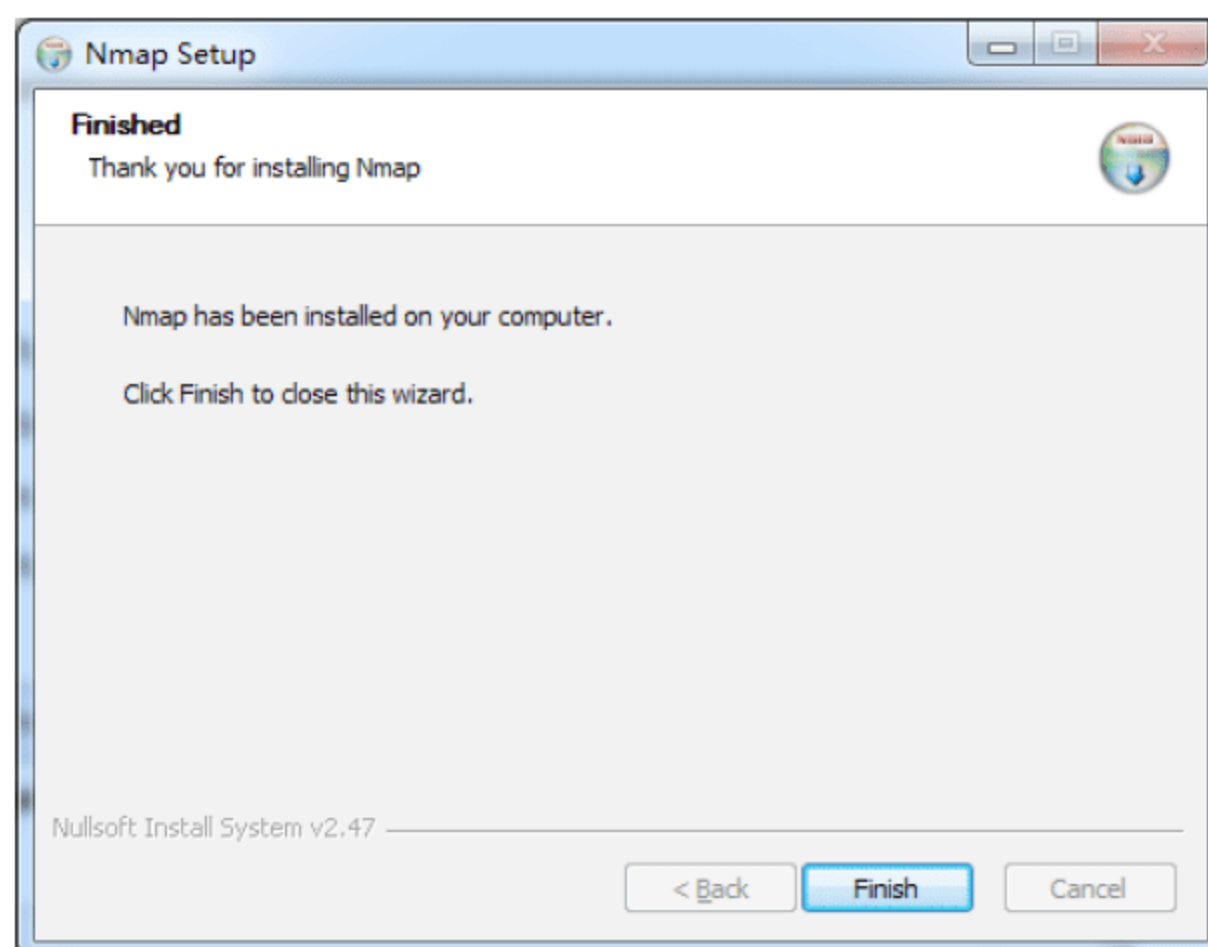 Nmap Setup
Finished
Thank you for installing Nmap
Nmap has been installed on your computer.
Click Finish to close this wizard.
Nullsoft Install System v2.47
< Back
Finish
Cancel